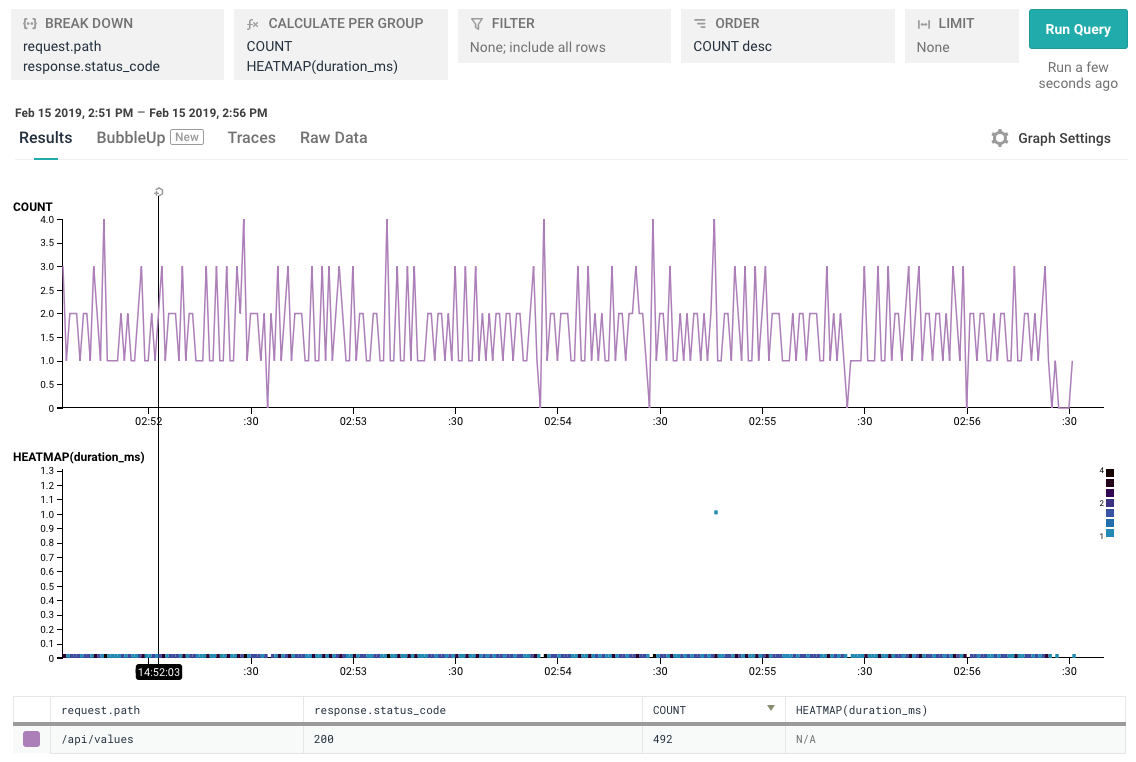 BREAK DOWN
request.path
response.status_code
CALCULATE PER GROUP
COUNT
HEATMAP(duration_ms)
FILTER
None; include all rows
ORDER
COUNT desc
LIMIT
None
Run Query
Run a few
seconds ago
Feb 15 2019, 2:51 PM – Feb 15 2019, 2:56 PM
Results BubbleUp New Traces Raw Data Graph Settings
COUNT
4.0
3.5
3.0
2.5
2.0
1.5
1.0
0.5
0
02:52 :30 02:53 :30 02:54 :30 02:55 :30 02:56 :30
HEATMAP(duration_ms)
1.3
1.2
1.1
1.0
0.9
0.8
0.7
0.6
0.5
0.4
0.3
0.2
0.1
0
4
2
1
14:52:03 :30 02:53 :30 02:54 :30 02:55 :30 02:56 :30
request.path response.status_code COUNT HEATMAP(duration_ms)
/api/values 200 492 N/A